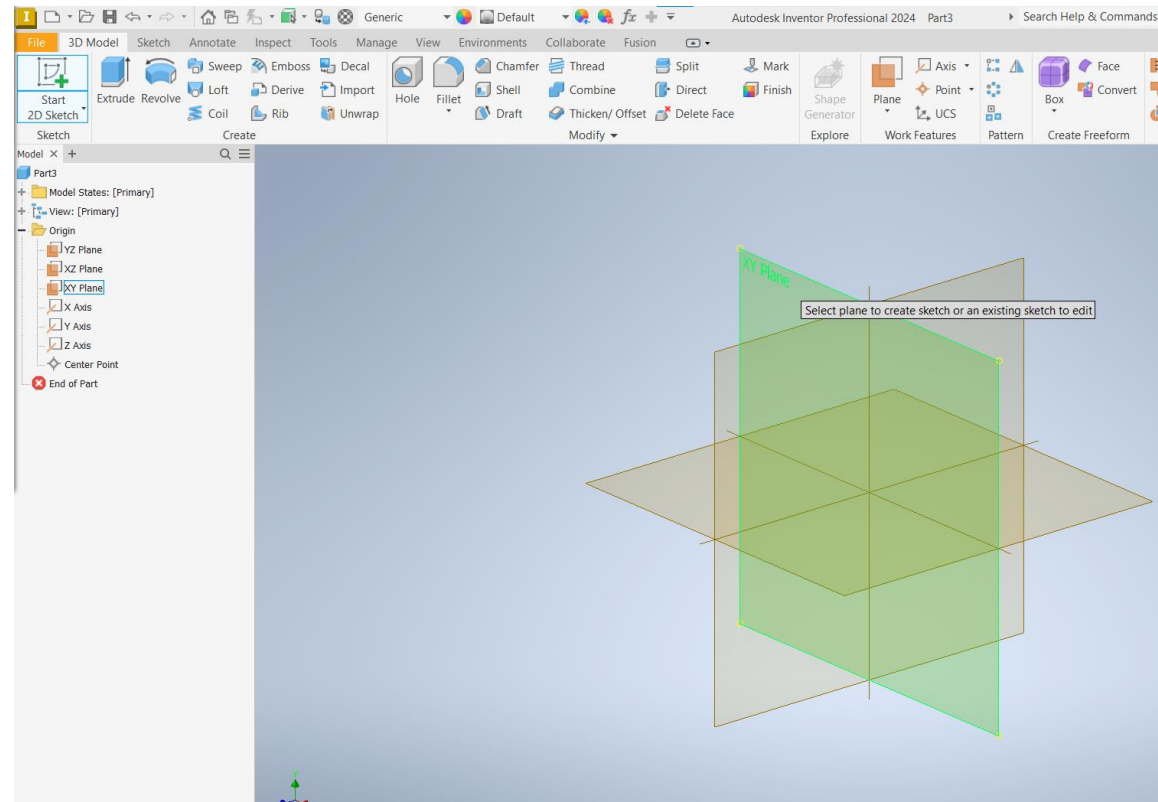 I Generic Default fx Autodesk Inventor Professional 2024 Part3 Search Help & Commands
File 3D Model Sketch Annotate Inspect Tools Manage View Environments Collaborate Fusion
Start 2D Sketch
Extrude Revolve
Sweep Emboss Decal
Loft Derive Import
Coil Rib Unwrap
Hole Fillet
Chamfer Thread Split Mark
Shell Combine Direct Finish
Draft Thicken/ Offset Delete Face
Shape Generator
Plane
Axis
Point
UCS
Box
Face
Convert
Sketch Create Modify Explore Work Features Pattern Create Freeform
Model × +
Part3
Model States: [Primary]
View: [Primary]
Origin
YZ Plane
XZ Plane
XY Plane
X Axis
Y Axis
Z Axis
Center Point
End of Part
XY Plane
Select plane to create sketch or an existing sketch to edit
Y